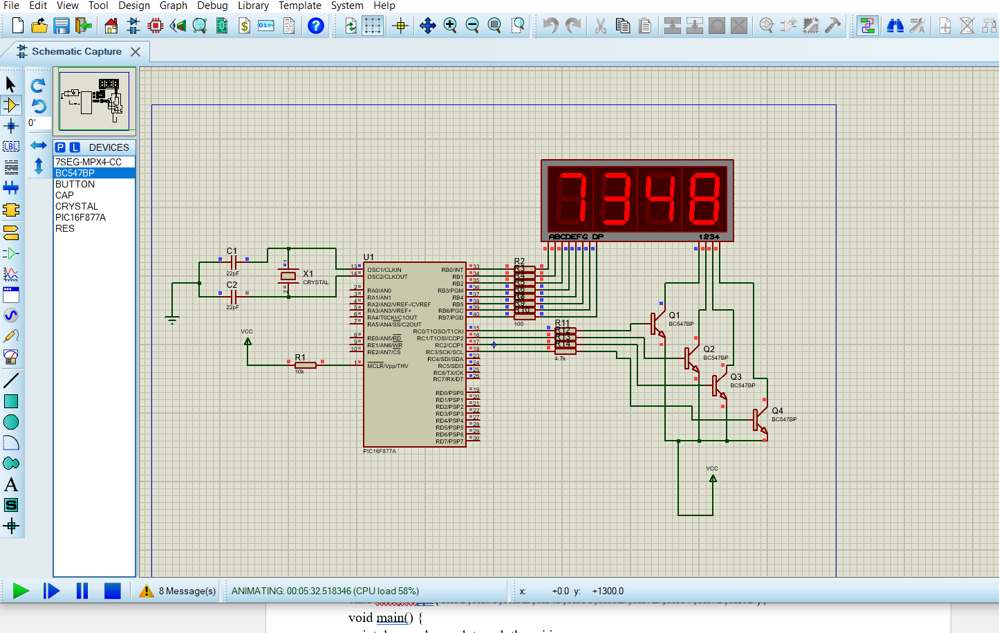 File Edit View Tool Design Graph Debug Library Template System Help
Schematic Capture
0°
P L DEVICES
7SEG-MPX4-CC
BC547BP
BUTTON
CAP
CRYSTAL
PIC16F877A
RES
LBL
A
S
7348
ABCDEFG DP
1234
C1
22pF
C2
22pF
X1
CRYSTAL
1
2
VCC
R1
10k
U1
13 OSC1/CLKIN
14 OSC2/CLKOUT
2 RA0/AN0
3 RA1/AN1
4 RA2/AN2/VREF-/CVREF
5 RA3/AN3/VREF+
6 RA4/T0CKI/C1OUT
7 RA5/AN4/SS/C2OUT
8 RE0/AN5/RD
9 RE1/AN6/WR
10 RE2/AN7/CS
1 MCLR/Vpp/THV
RB0/INT 33
RB1 34
RB2 35
RB3/PGM 36
RB4 37
RB5 38
RB6/PGC 39
RB7/PGD 40
RC0/T1OSO/T1CKI 15
RC1/T1OSI/CCP2 16
RC2/CCP1 17
RC3/SCK/SCL 18
RC4/SDI/SDA 23
RC5/SDO 24
RC6/TX/CK 25
RC7/RX/DT 26
RD0/PSP0 19
RD1/PSP1 20
RD2/PSP2 21
RD3/PSP3 22
RD4/PSP4 27
RD5/PSP5 28
RD6/PSP6 29
RD7/PSP7 30
PIC16F877A
R2
R3
R4
R5
R6
R8
R9
R10
100
R11
R12
R13
R14
4.7k
Q1
BC547BP
Q2
BC547BP
Q3
BC547BP
Q4
BC547BP
VCC
8 Message(s)
ANIMATING: 00:05:32.518346 (CPU load 58%)
x: +0.0 y: +1300.0
void main() {